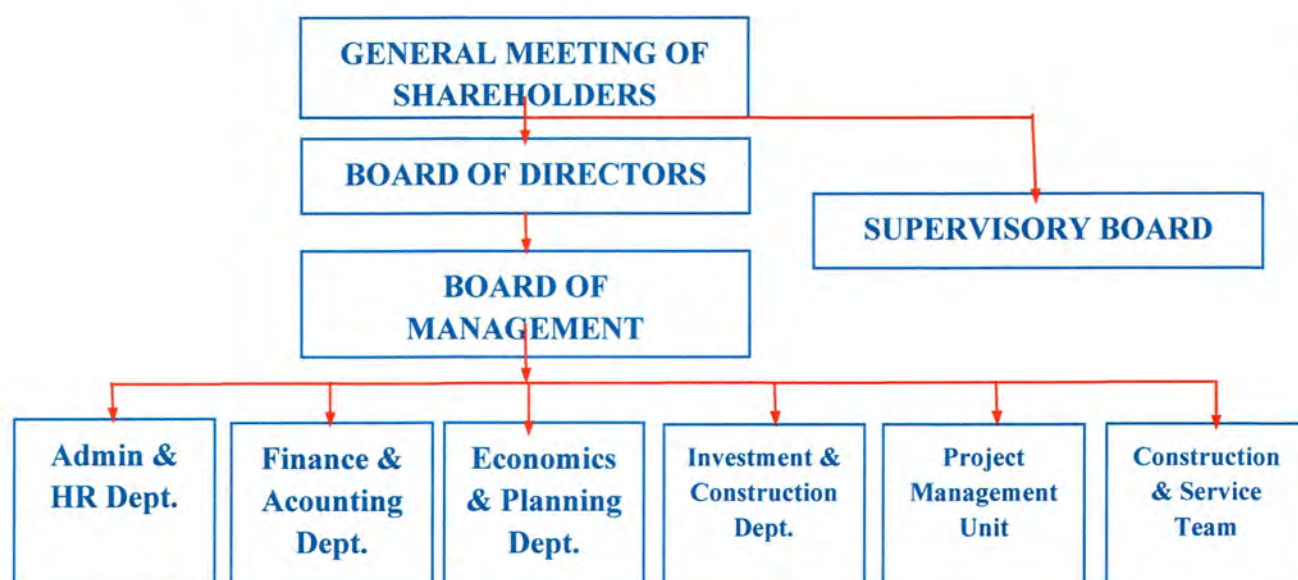 GENERAL MEETING OF
SHAREHOLDERS
BOARD OF DIRECTORS
SUPERVISORY BOARD
BOARD OF
MANAGEMENT
Admin &
HR Dept.
Finance &
Acounting
Dept.
Economics
& Planning
Dept.
Investment &
Construction
Dept.
Project
Management
Unit
Construction
& Service
Team